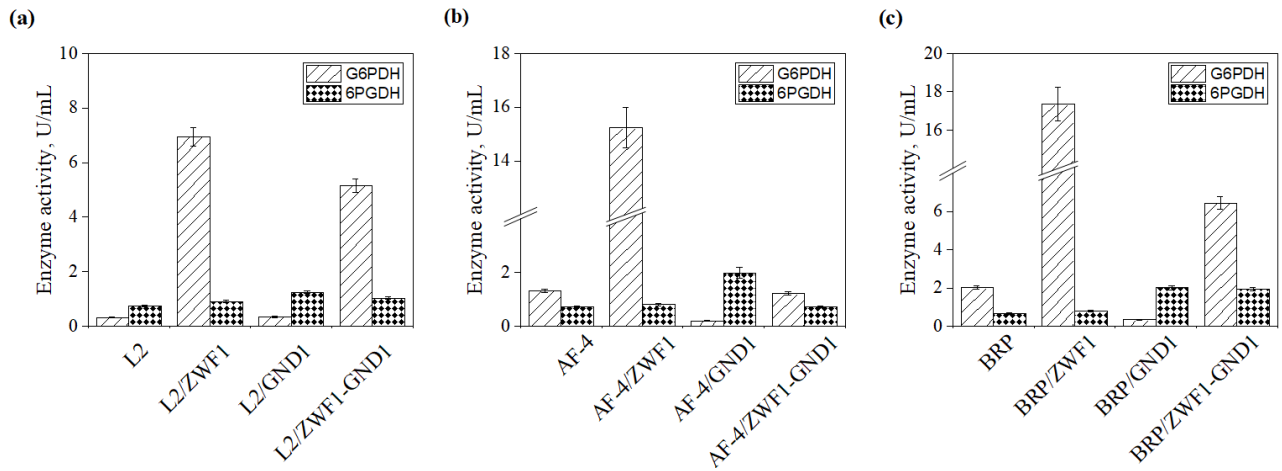 (a)
Enzyme activity, U/mL
10
8
6
4
2
0
G6PDH
6PGDH
L2
L2/ZWF1
L2/GND1
L2/ZWF1-GND1
(b)
Enzyme activity, U/mL
18
16
14
2
0
G6PDH
6PGDH
AF-4
AF-4/ZWF1
AF-4/GND1
AF-4/ZWF1-GND1
(c)
Enzyme activity, U/mL
20
18
16
6
4
2
0
G6PDH
6PGDH
BRP
BRP/ZWF1
BRP/GND1
BRP/ZWF1-GND1